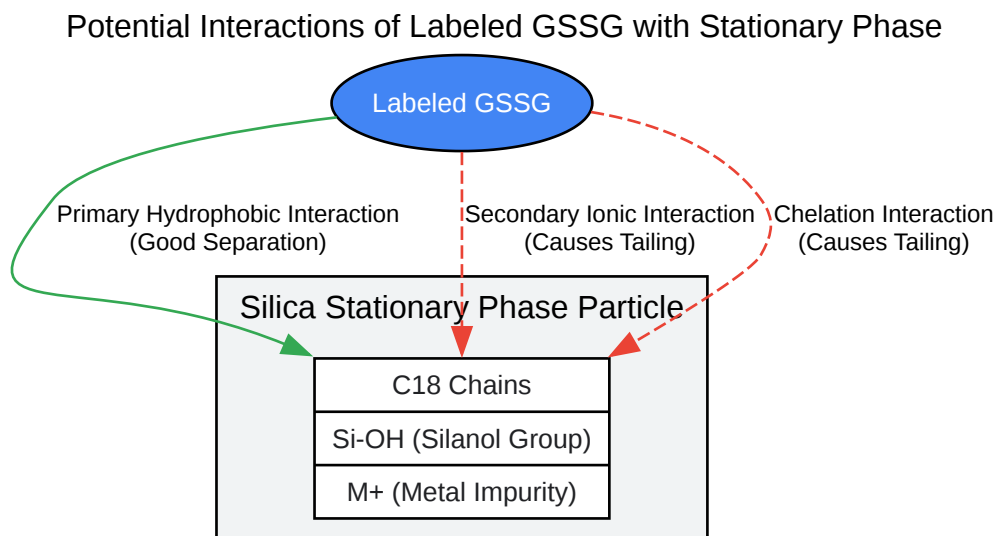 Potential Interactions of Labeled GSSG with Stationary Phase
Labeled GSSG
Primary Hydrophobic Interaction
(Good Separation)
Secondary Ionic Interaction
(Causes Tailing)
Chelation Interaction
(Causes Tailing)
Silica Stationary Phase Particle
C18 Chains
Si-OH (Silanol Group)
M+ (Metal Impurity)